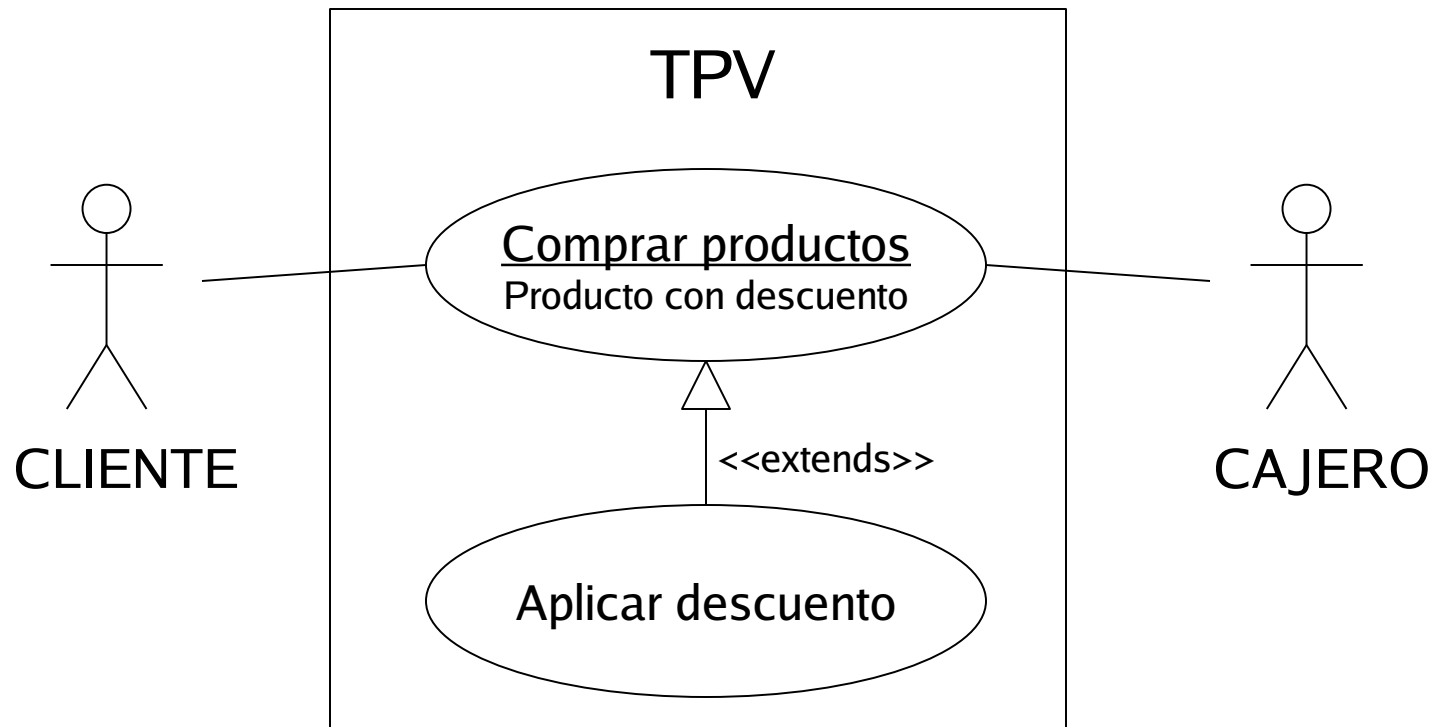 TPV
Comprar productos
Producto con descuento
<<extends>>
CLIENTE
CAJERO
Aplicar descuento